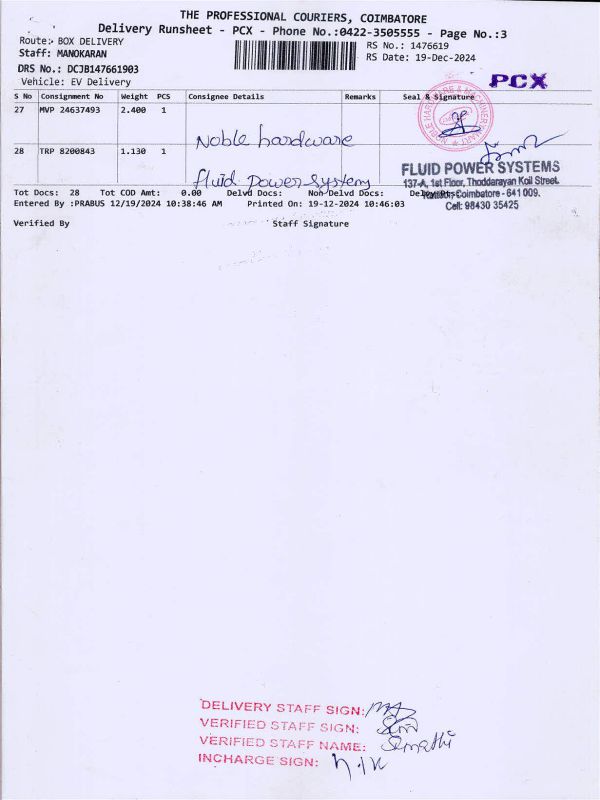 THE PROFESSIONAL COURIERS, COIMBATORE
Delivery Runsheet - PCX - Phone No.:0422-3505555 - Page No.:3
Route:- BOX DELIVERY
RS No.: 1476619
Staff: MANOKARAN
RS Date: 19-Dec-2024
DRS No.: DCJB147661903
Vehicle: EV Delivery
PCX
S No Consignment No Weight PCS Consignee Details Remarks Seal & Signature
27 MVP 24637493 2.400 1
Noble hardware
NOBLE HARDWARE & MACHINERY MART
28 TRP 8200843 1.130 1
fluid power systems
FLUID POWER SYSTEMS
137-A, 1st Floor, Thoddarayan Koil Street,
Coimbatore - 641 009.
Cell: 98430 35425
Tot Docs: 28 Tot COD Amt: 0.00 Delvd Docs: Non-Delvd Docs:
Entered By :PRABUS 12/19/2024 10:38:46 AM Printed On: 19-12-2024 10:46:03
Verified By Staff Signature
DELIVERY STAFF SIGN:
VERIFIED STAFF SIGN:
VERIFIED STAFF NAME:
INCHARGE SIGN: